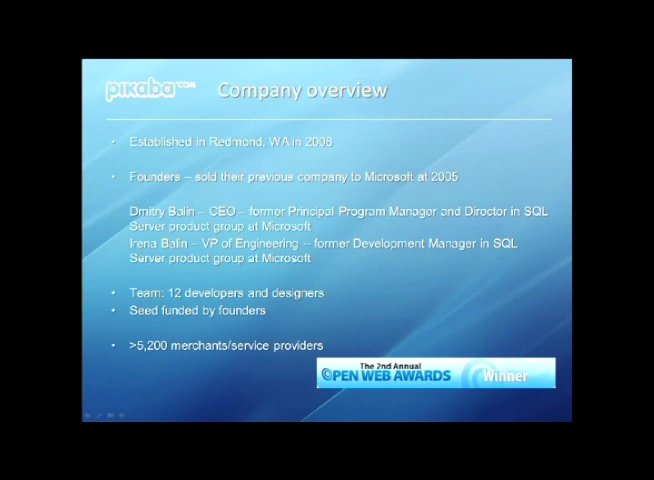 pikaba.com Company overview
• Established in Redmond, WA in 2008
• Founders – sold their previous company to Microsoft at 2005
Dmitry Balin – CEO – former Principal Program Manager and Director in SQL
Server product group at Microsoft
Irena Balin – VP of Engineering – former Development Manager in SQL
Server product group at Microsoft
• Team: 12 developers and designers
• Seed funded by founders
• >5,200 merchants/service providers
The 2nd Annual
OPEN WEB AWARDS Winner